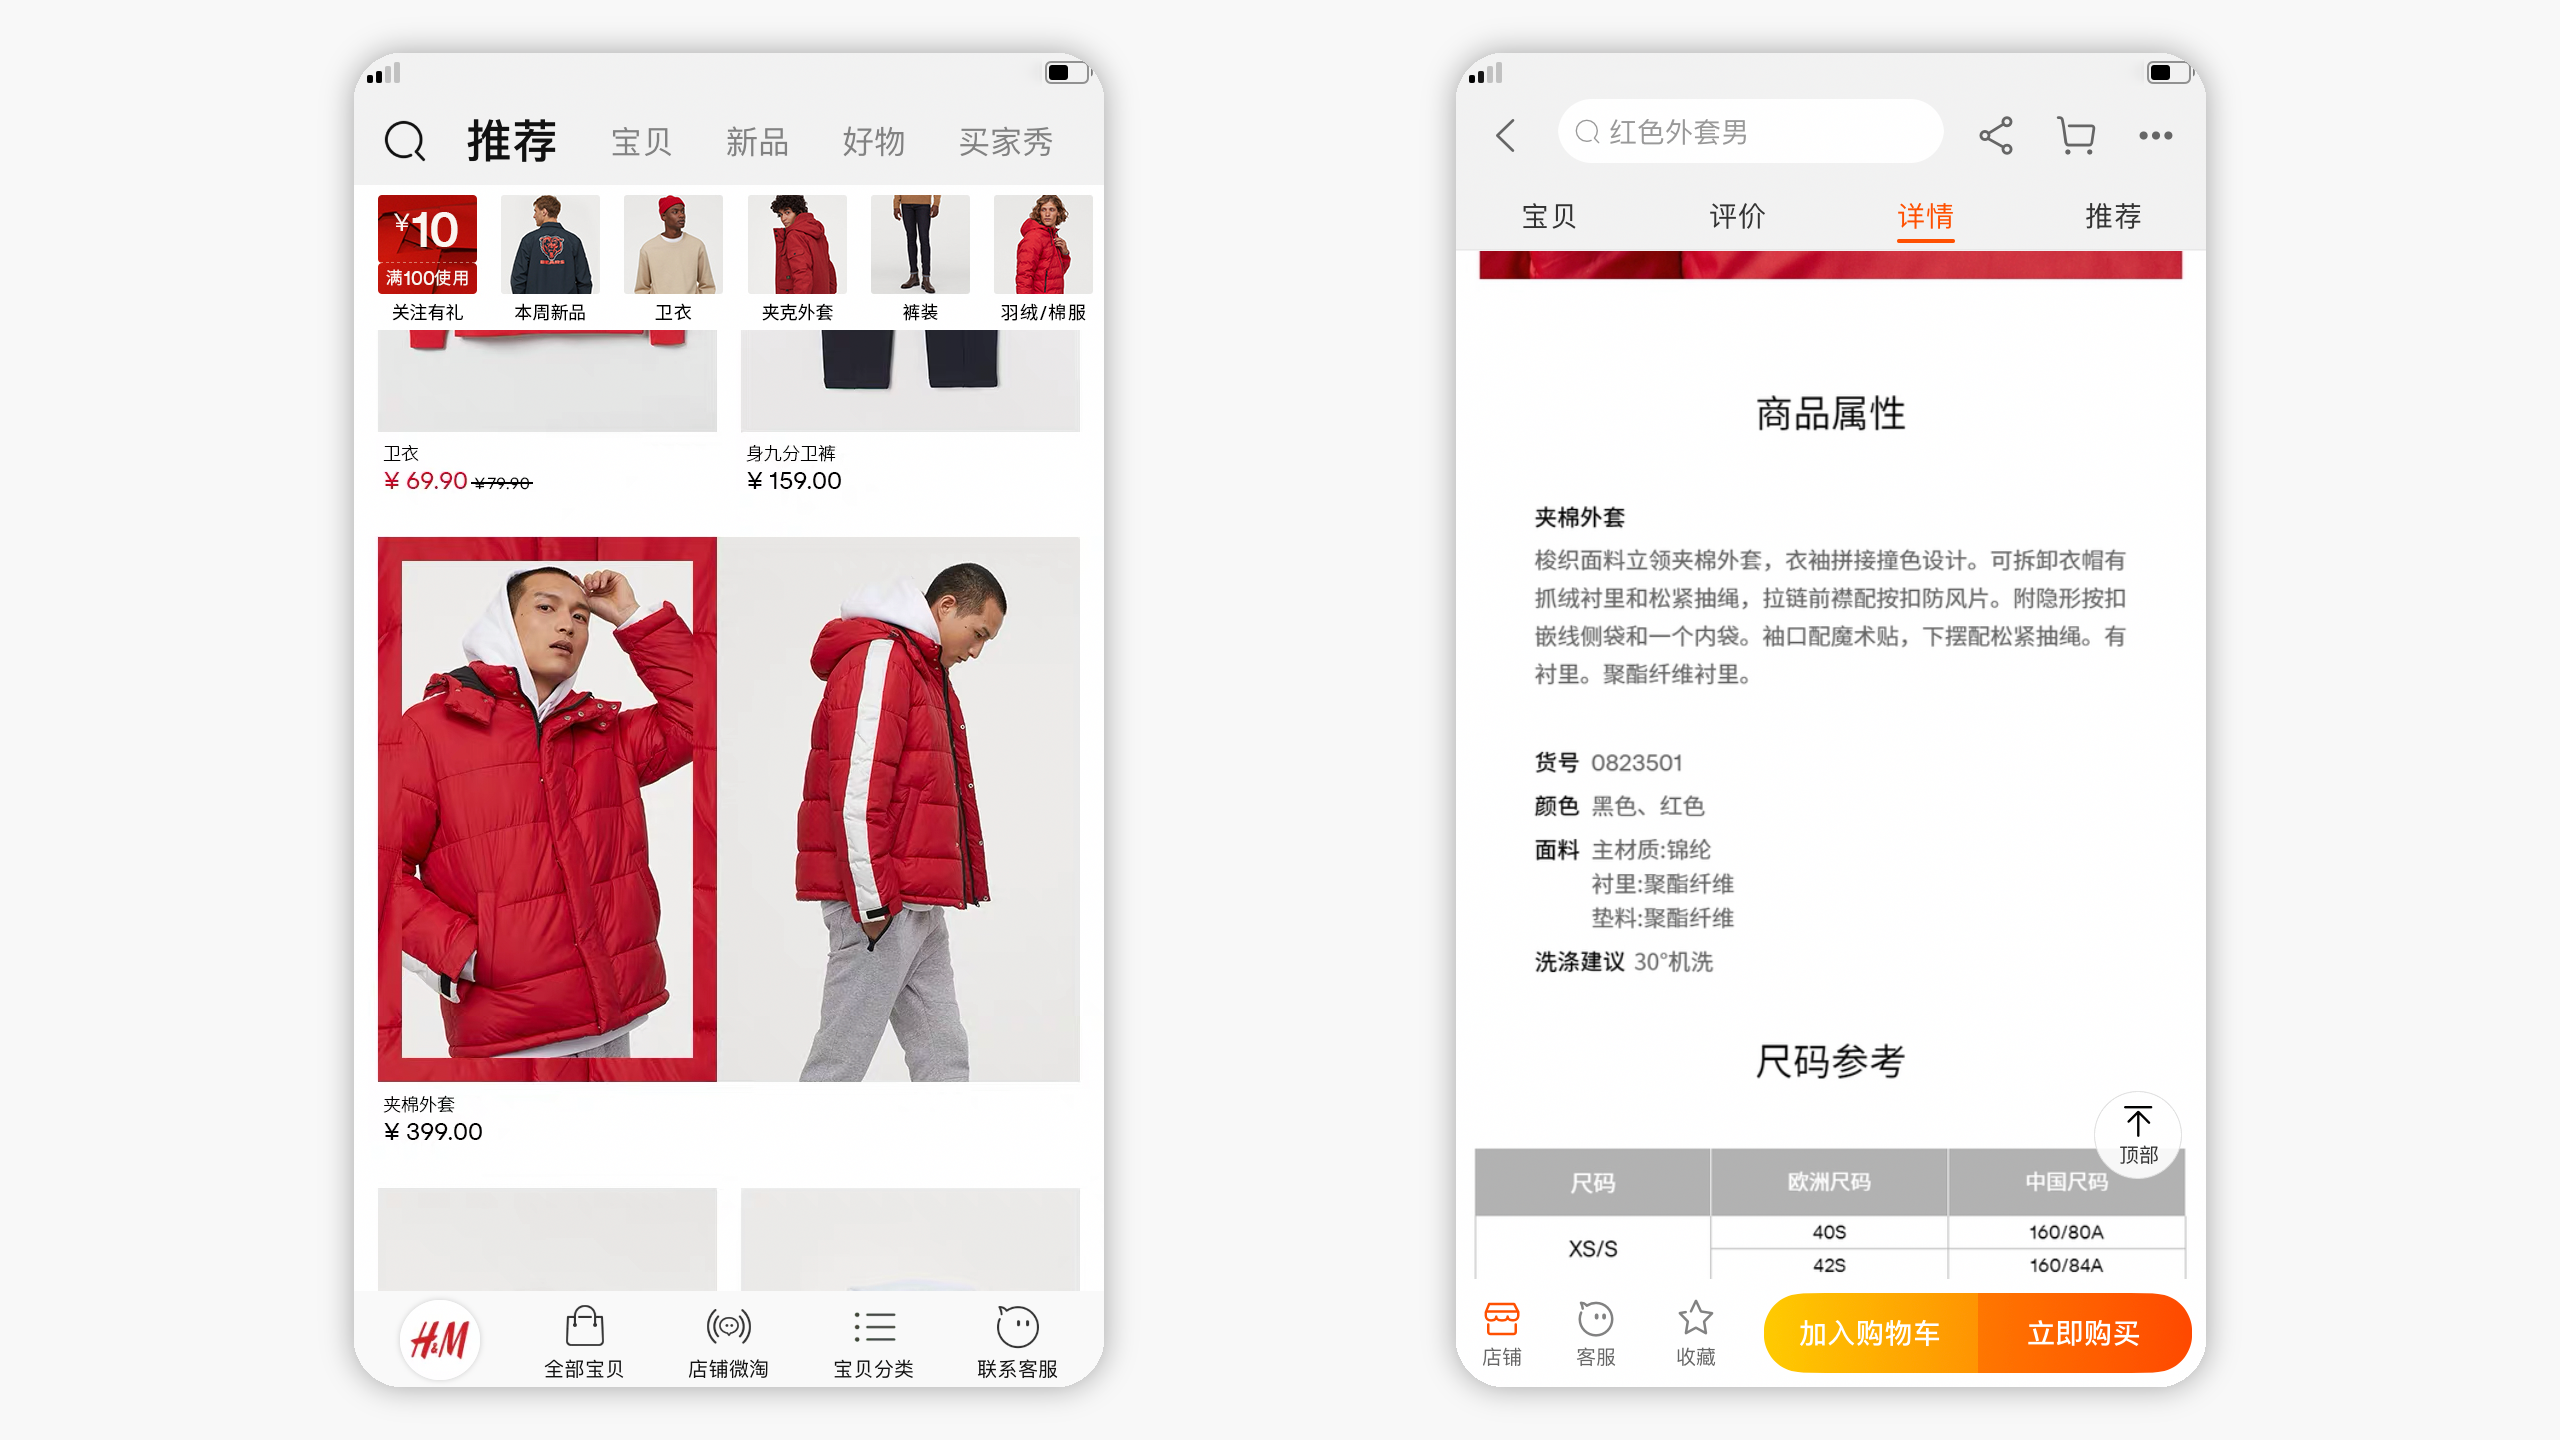 推荐 宝贝 新品 好物 买家秀
¥10
满100使用
关注有礼 本周新品 卫衣 夹克外套 裤装 羽绒/棉服
卫衣
¥ 69.90 ¥79.90
身九分卫裤
¥ 159.00
夹棉外套
¥ 399.00
H&M
全部宝贝 店铺微淘 宝贝分类 联系客服
红色外套男
宝贝 评价 详情 推荐
商品属性
夹棉外套
梭织面料立领夹棉外套，衣袖拼接撞色设计。可拆卸衣帽有
抓绒衬里和松紧抽绳，拉链前襟配按扣防风片。附隐形按扣
嵌线侧袋和一个内袋。袖口配魔术贴，下摆配松紧抽绳。有
衬里。聚酯纤维衬里。
货号 0823501
颜色 黑色、红色
面料 主材质:锦纶
衬里:聚酯纤维
垫料:聚酯纤维
洗涤建议 30°机洗
尺码参考
顶部
尺码 欧洲尺码 中国尺码
XS/S
40S 160/80A
42S 160/84A
店铺 客服 收藏 加入购物车 立即购买